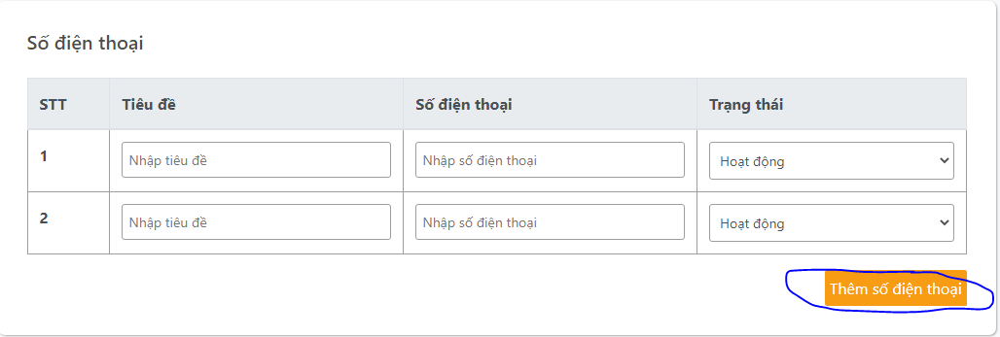 Số điện thoại
STT Tiêu đề Số điện thoại Trạng thái
1 Nhập tiêu đề Nhập số điện thoại Hoạt động
2 Nhập tiêu đề Nhập số điện thoại Hoạt động
Thêm số điện thoại